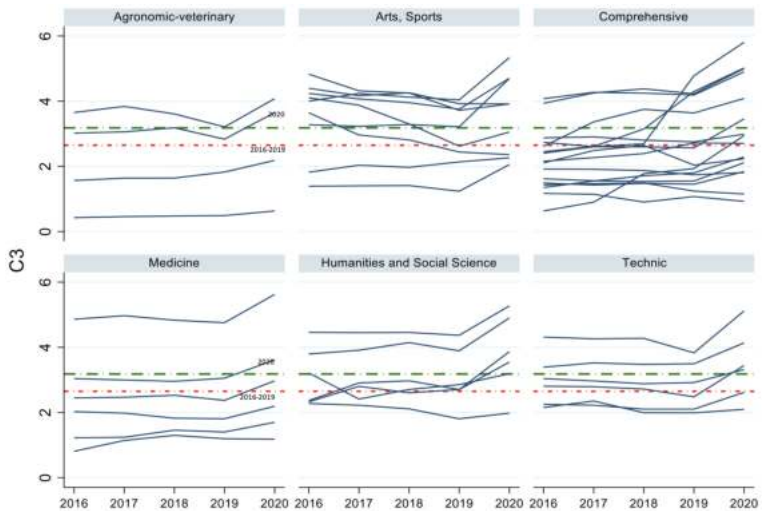 Agronomic-veterinary
Arts, Sports
Comprehensive
6
4
2
0
2020
2016-2019
C3
Medicine
Humanities and Social Science
Technic
6
4
2
0
2020
2016-2019
2016 2017 2018 2019 2020
2016 2017 2018 2019 2020
2016 2017 2018 2019 2020